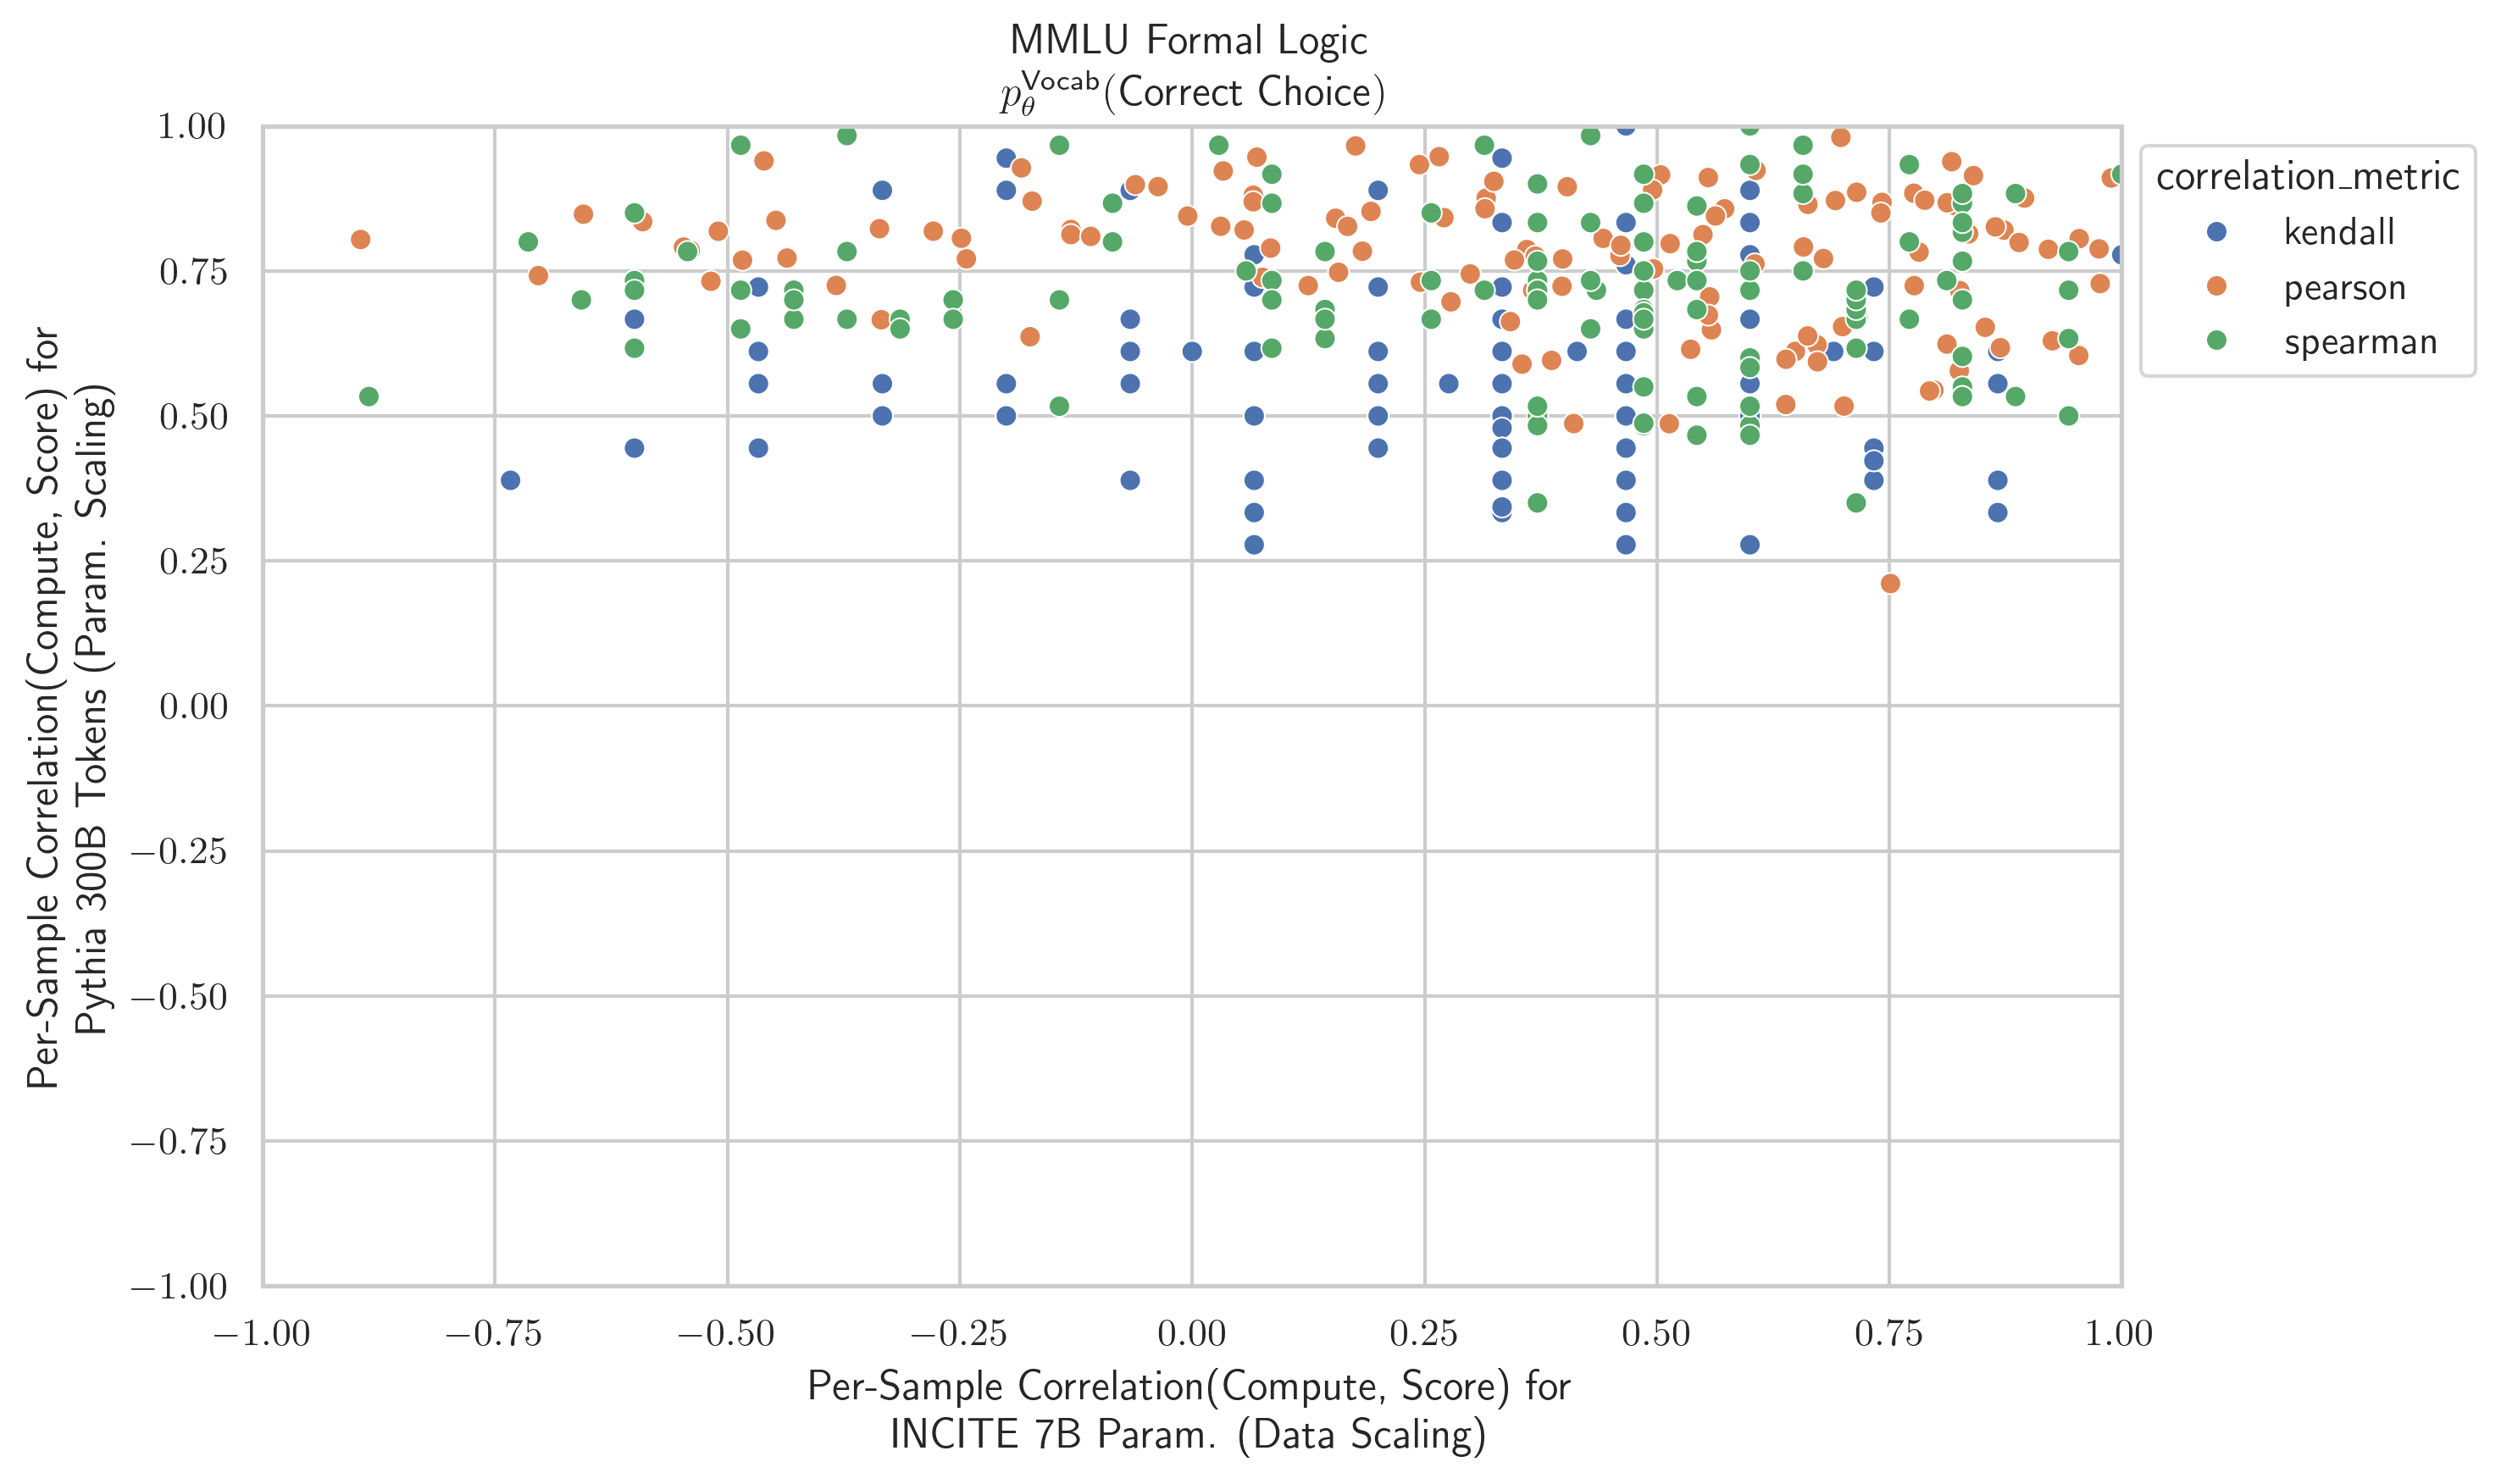 MMLU Formal Logic
$p_\theta^{\text{Vocab}}$(Correct Choice)
Per-Sample Correlation(Compute, Score) for
Pythia 300B Tokens (Param. Scaling)
1.00
0.75
0.50
0.25
0.00
−0.25
−0.50
−0.75
−1.00
−1.00 −0.75 −0.50 −0.25 0.00 0.25 0.50 0.75 1.00
Per-Sample Correlation(Compute, Score) for
INCITE 7B Param. (Data Scaling)
correlation_metric
kendall
pearson
spearman